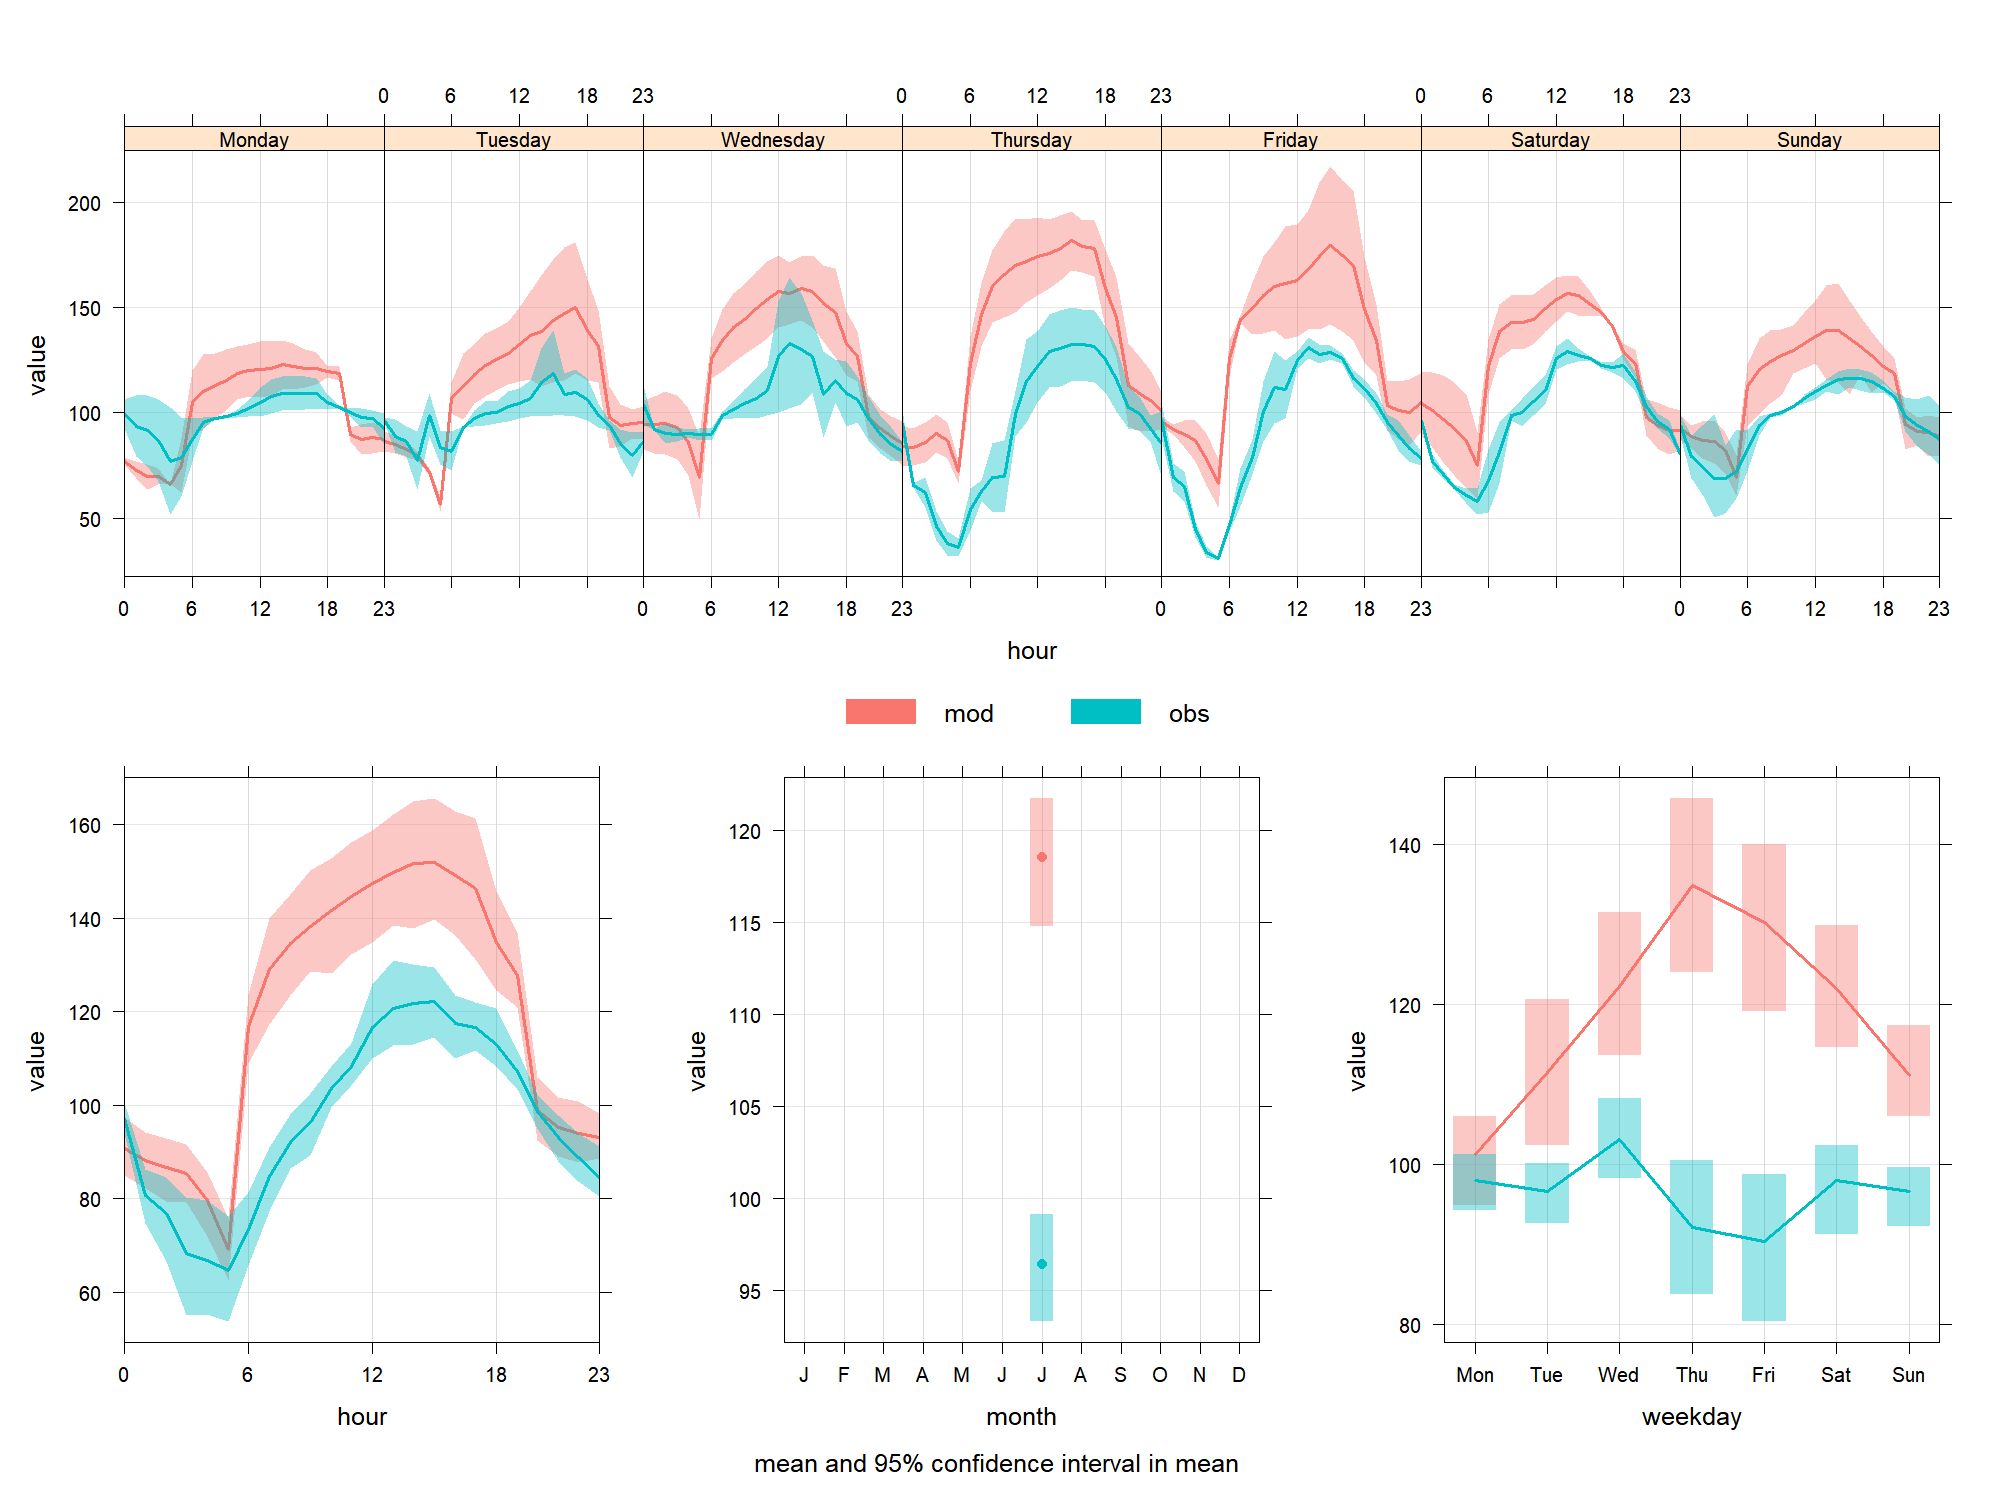 0 6 12 18 23 0 6 12 18 23 0 6 12 18 23
Monday Tuesday Wednesday Thursday Friday Saturday Sunday
200
150
100
50
value
0 6 12 18 23 0 6 12 18 23 0 6 12 18 23 0 6 12 18 23
hour
mod obs
160
140
120
100
80
60
value
0 6 12 18 23
hour
120
115
110
105
100
95
value
J F M A M J J A S O N D
month
140
120
100
80
value
Mon Tue Wed Thu Fri Sat Sun
weekday
mean and 95% confidence interval in mean